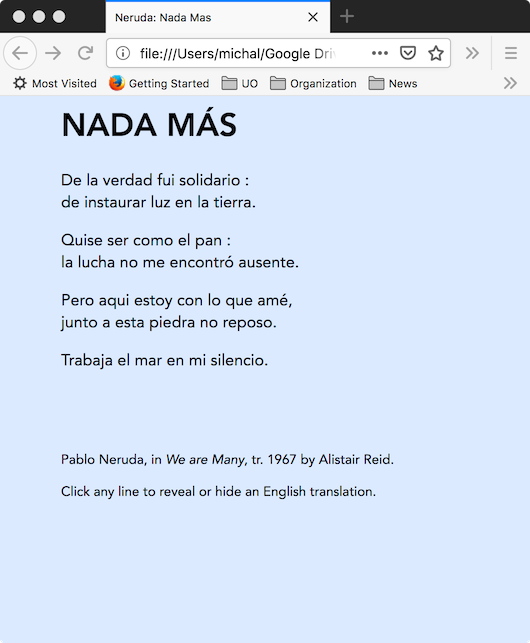 Neruda: Nada Mas
file:///Users/michal/Google Driv
Most Visited Getting Started UO Organization News
NADA MÁS
De la verdad fui solidario :
de instaurar luz en la tierra.
Quise ser como el pan :
la lucha no me encontró ausente.
Pero aqui estoy con lo que amé,
junto a esta piedra no reposo.
Trabaja el mar en mi silencio.
Pablo Neruda, in We are Many, tr. 1967 by Alistair Reid.
Click any line to reveal or hide an English translation.